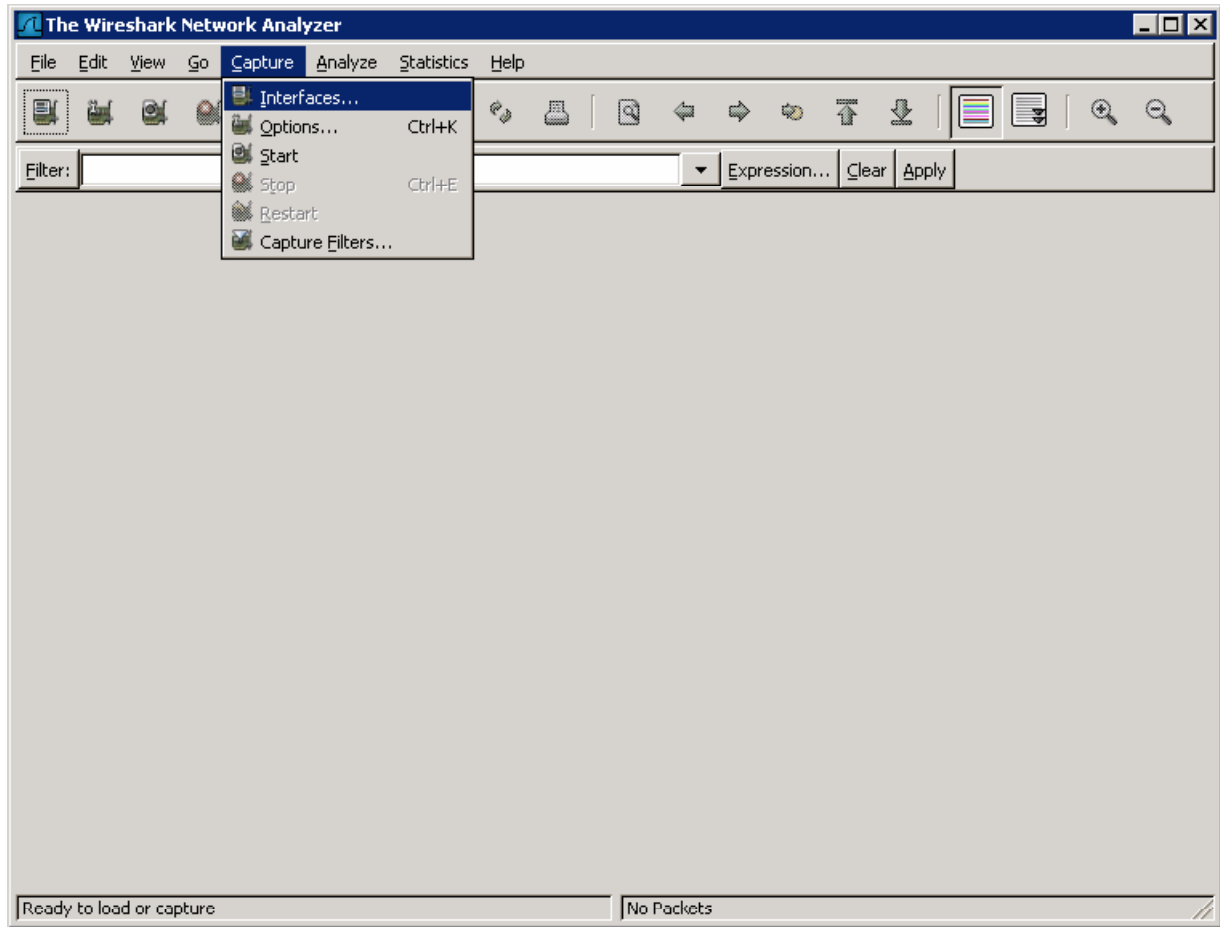 The Wireshark Network Analyzer
File Edit View Go Capture Analyze Statistics Help
Interfaces...
Options... Ctrl+K
Start
Stop Ctrl+E
Restart
Capture Filters...
Filter: Expression... Clear Apply
Ready to load or capture No Packets